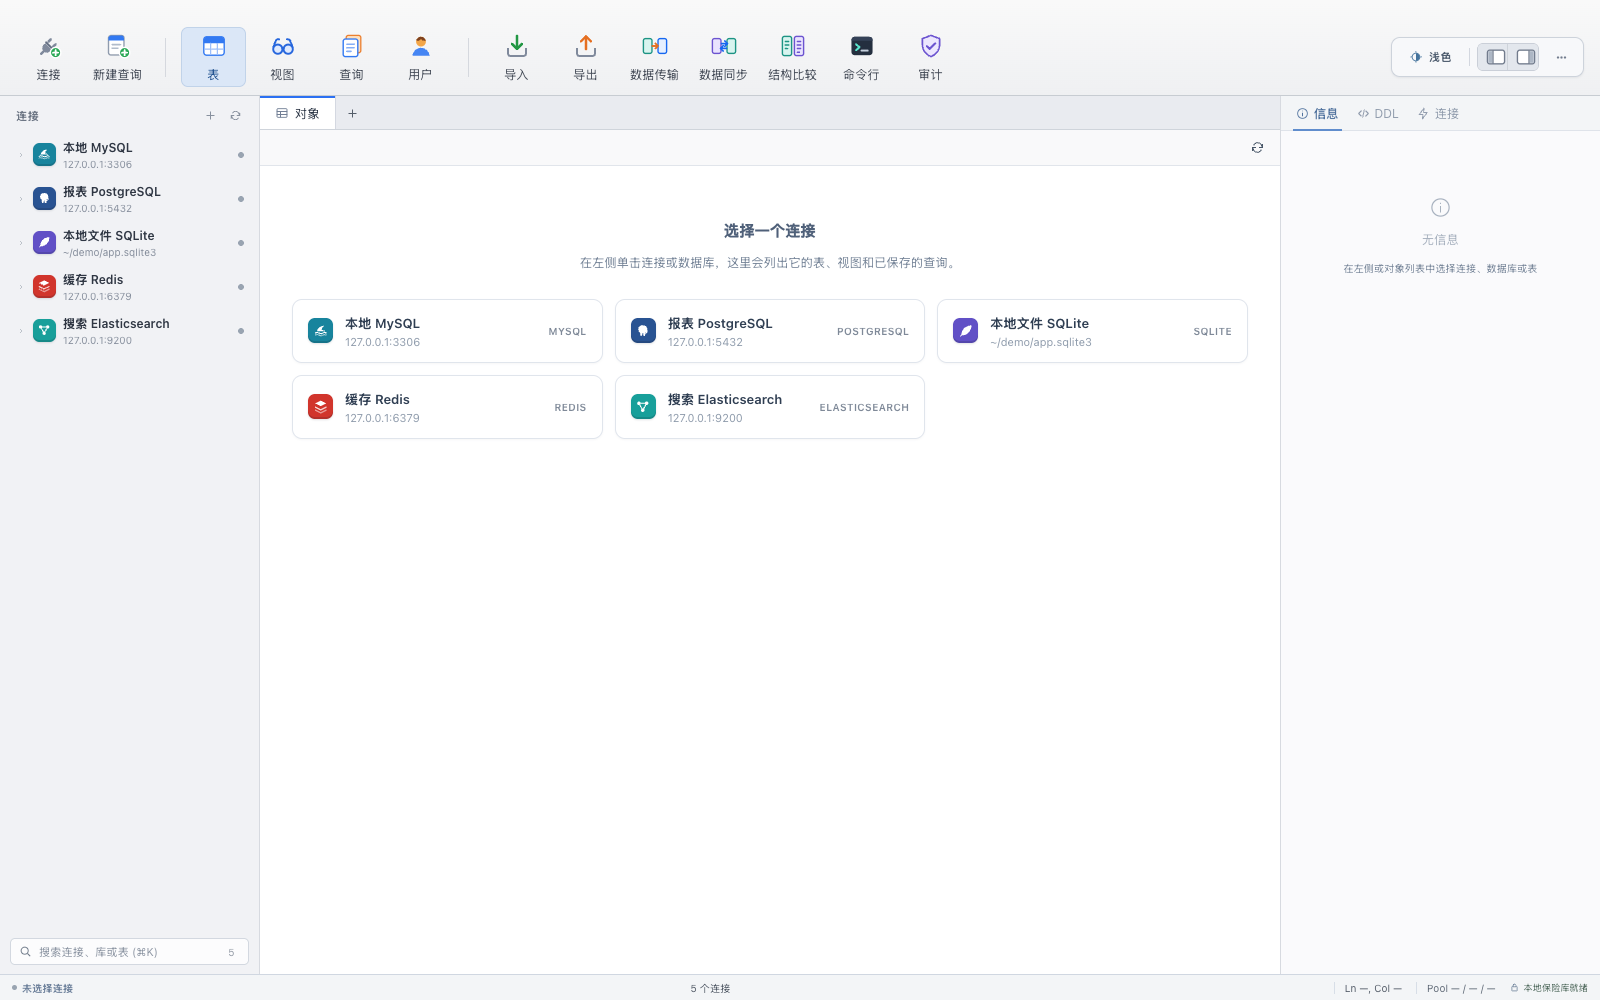 连接
新建查询
表
视图
查询
用户
导入
导出
数据传输
数据同步
结构比较
命令行
审计
浅色
连接
本地 MySQL
127.0.0.1:3306
报表 PostgreSQL
127.0.0.1:5432
本地文件 SQLite
~/demo/app.sqlite3
缓存 Redis
127.0.0.1:6379
搜索 Elasticsearch
127.0.0.1:9200
搜索连接、库或表 (⌘K)
5
对象
选择一个连接
在左侧单击连接或数据库，这里会列出它的表、视图和已保存的查询。
本地 MySQL
127.0.0.1:3306
MYSQL
报表 PostgreSQL
127.0.0.1:5432
POSTGRESQL
本地文件 SQLite
~/demo/app.sqlite3
SQLITE
缓存 Redis
127.0.0.1:6379
REDIS
搜索 Elasticsearch
127.0.0.1:9200
ELASTICSEARCH
信息
DDL
连接
无信息
在左侧或对象列表中选择连接、数据库或表
未选择连接
5 个连接
Ln —, Col —
Pool — / — / —
本地保险库就绪